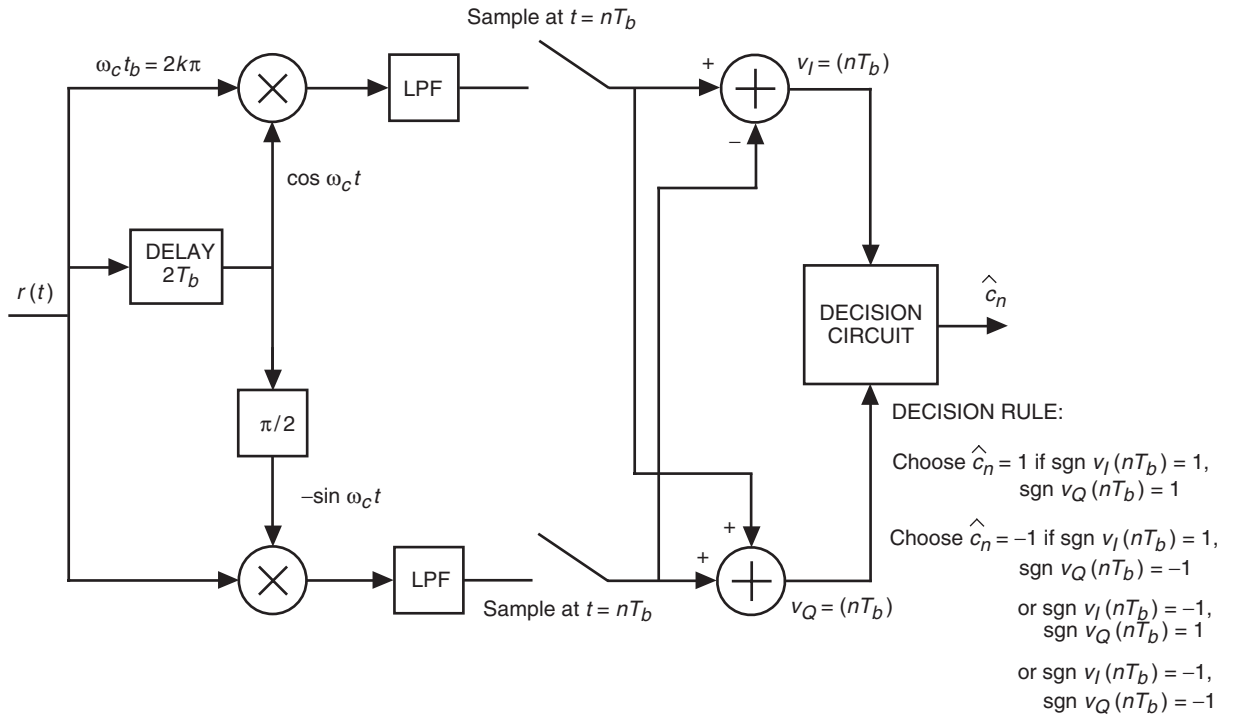 Sample at t = nT_b
ω_c t_b = 2kπ
LPF
+
–
v_I = (nT_b)
cos ω_c t
DELAY
2T_b
r (t)
π/2
–sin ω_c t
LPF
Sample at t = nT_b
+
+
v_Q = (nT_b)
DECISION
CIRCUIT
ĉ_n
DECISION RULE:
Choose ĉ_n = 1 if sgn v_I (nT_b) = 1,
sgn v_Q (nT_b) = 1
Choose ĉ_n = –1 if sgn v_I (nT_b) = 1,
sgn v_Q (nT_b) = –1
or sgn v_I (nT_b) = –1,
sgn v_Q (nT_b) = 1
or sgn v_I (nT_b) = –1,
sgn v_Q (nT_b) = –1